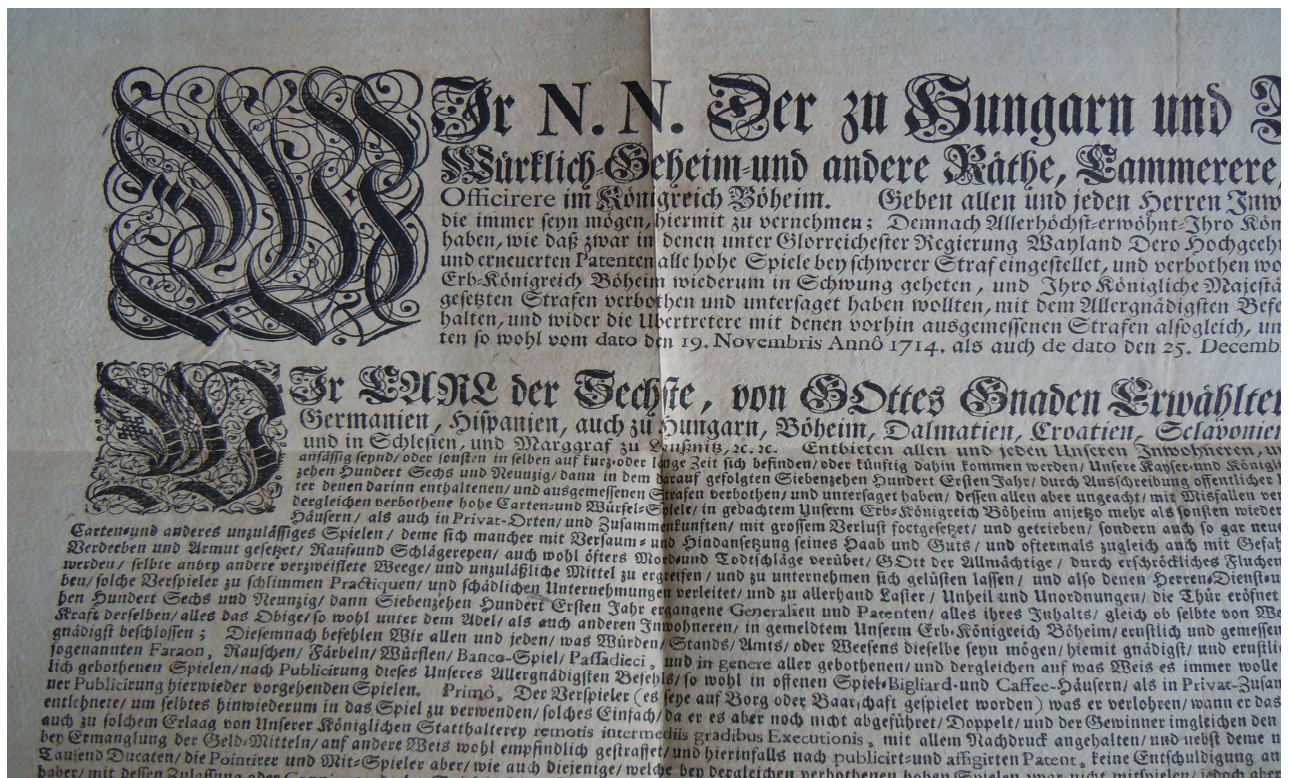 WIr N. N. Der zu Hungarn und
Würklich-Geheim-und andere Räthe, Cammerere,
Officirere im Königreich Böheim. Geben allen und jeden Herren Inw
die immer seyn mögen, hiermit zu vernehmen; Demnach Allerhöchst-erwöhnt-Ihro Kön
haben, wie daß zwar in denen unter Glorreichester Regierung Wayland Dero Hochgeeh
und erneuerten Patenten alle hohe Spiele bey schwerer Straf eingestellet, und verbothen wo
Erb-Königreich Böheim wiederum in Schwung geheten, und Ihro Königliche Majestä
gesetzten Strafen verbothen und untersaget haben wollten, mit dem Allergnädigsten Befe
halten, und wider die Ubertretere mit denen vorhin ausgemessenen Strafen alsogleich, un
ten so wohl vom dato den 19. Novembris Annô 1714. als auch de dato den 25. Decemb
WIr CARL der Sechste, von GOttes Gnaden Erwählter
Germanien, Hispanien, auch zu Hungarn, Böheim, Dalmatien, Croatien, Sclavonien
und in Schlesien, und Marggraf zu Laußnitz, ꝛc. ꝛc. Entbieten allen und jeden Unseren Inwohneren, u
ansässig seynd/ oder sonsten in selben auf kurz-oder lange Zeit sich befinden/ oder künftig dahin kommen werden/ Unsere Kayser-und Königli
zehen Hundert Sechs und Neunzig/ dann in dem darauf gefolgten Siebenzehen Hundert Ersten Jahr/ durch Ausschreibung offentlicher
ter denen darinn enthaltenen/ und ausgemessenen Strafen verbothen/ und untersaget haben/ dessen allen aber ungeacht/ mit Misfallen ver
dergleichen verbothene hohe Carten-und Würfel-Spiele/ in gedachtem Unserm Erb-Königreich Böheim anjetzo mehr als sonsten wieder
Häusern/ als auch in Privat-Orten/ und Zusammenkunften/ mit grossem Verlust fortgesetzet/ und getrieben/ sondern auch so gar neue
Carten-und anderes unzulässiges Spielen/ deme sich mancher mit Versaum-und Hindansetzung seines Haab und Guts/ und oftermals zugleich auch mit Gefah
Verderben und Armut gesetzet/ Rauf-und Schlägereyen/ auch wohl öfters Mord-und Todtschläge verübet/ GOtt der Allmächtige/ durch erschröckliches Fluchen
werden/ selbte anbey andere verzweiflete Weege/ und unzuläßliche Mittel zu ergreifen/ und zu unternehmen sich gelüsten lassen/ und also denen Herren-Dienst-u
ben/ solche Verspieler zu schlimmen Practiquen/ und schädlichen Unternehmungen verleitet/ und zu allerhand Laster/ Unheil und Unordnungen/ die Thür eröfnet
hen Hundert Sechs und Neunzig/ dann Siebenzehen Hundert Ersten Jahr ergangene Generalien und Patenten/ alles ihres Inhalts/ gleich ob selbte von Wo
Kraft derselben/ alles das Obige/ so wohl unter dem Adel/ als auch anderen Inwohneren/ in gemeldtem Unserm Erb-Königreich Böheim/ ernstlich und gemessen
gnädigst beschlossen; Diesemnach befehlen Wir allen und jeden/ was Würden/ Stands/ Amts/ oder Weesens dieselbe seyn mögen/ hiemit gnädigst/ und ernstlic
sogenannten Faraon, Rauschen/ Färbeln/ Würflen/ Banco-Spiel/ Passadieci, und in genere aller gebothenen/ und dergleichen auf was Weis es immer wolle
lich gebothenen Spielen/ nach Publicirung dieses Unseres Allergnädigsten Befehls/ so wohl in offenen Spiel-Bigliard-und Caffee-Häusern/ als in Privat-Zusam
ner Publicirung hierwieder vorgehenden Spielen. Primò, Der Verspieler (es seye auf Borg oder Baarschaft gespielet worden) was er verlohren/ wann er das
entlehnete/ um selbtes hinwiederum in das Spiel zu verwenden/ solches Einfach/ da er es aber noch nicht abgeführet/ Doppelt/ und der Gewinner imgleichen den
auch zu solchem Erlaag von Unserer Königlichen Statthalterey remotis intermediis gradibus Executionis, mit allem Nachdruck angehalten/ und nebst deme n
bey Ermanglung der Geld-Mitteln/ auf andere Weis wohl empfindlich gestraffet/ und hierinfalls nach publicirt-und affigirten Patent, keine Entschuldigung an
Tausend Ducaten/ die Pointirer und Mit-Spieler aber/ wie auch diejenige/ welche bey dergleichen verbothenen hohen Spielen zwar nicht mitspielen/ jedoch aber
haber/ mit dessen Zulassung oder